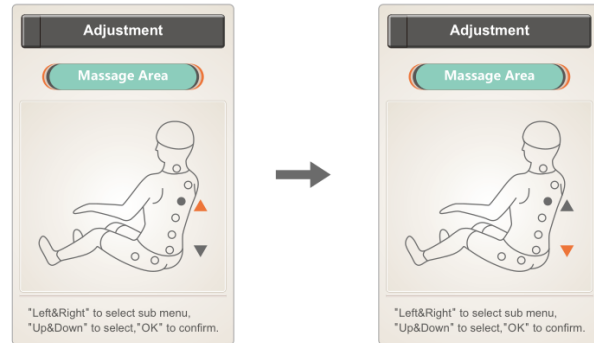 Adjustment
Massage Area
"Left&Right" to select sub menu,
"Up&Down" to select,"OK" to confirm.
Adjustment
Massage Area
"Left&Right" to select sub menu,
"Up&Down" to select,"OK" to confirm.